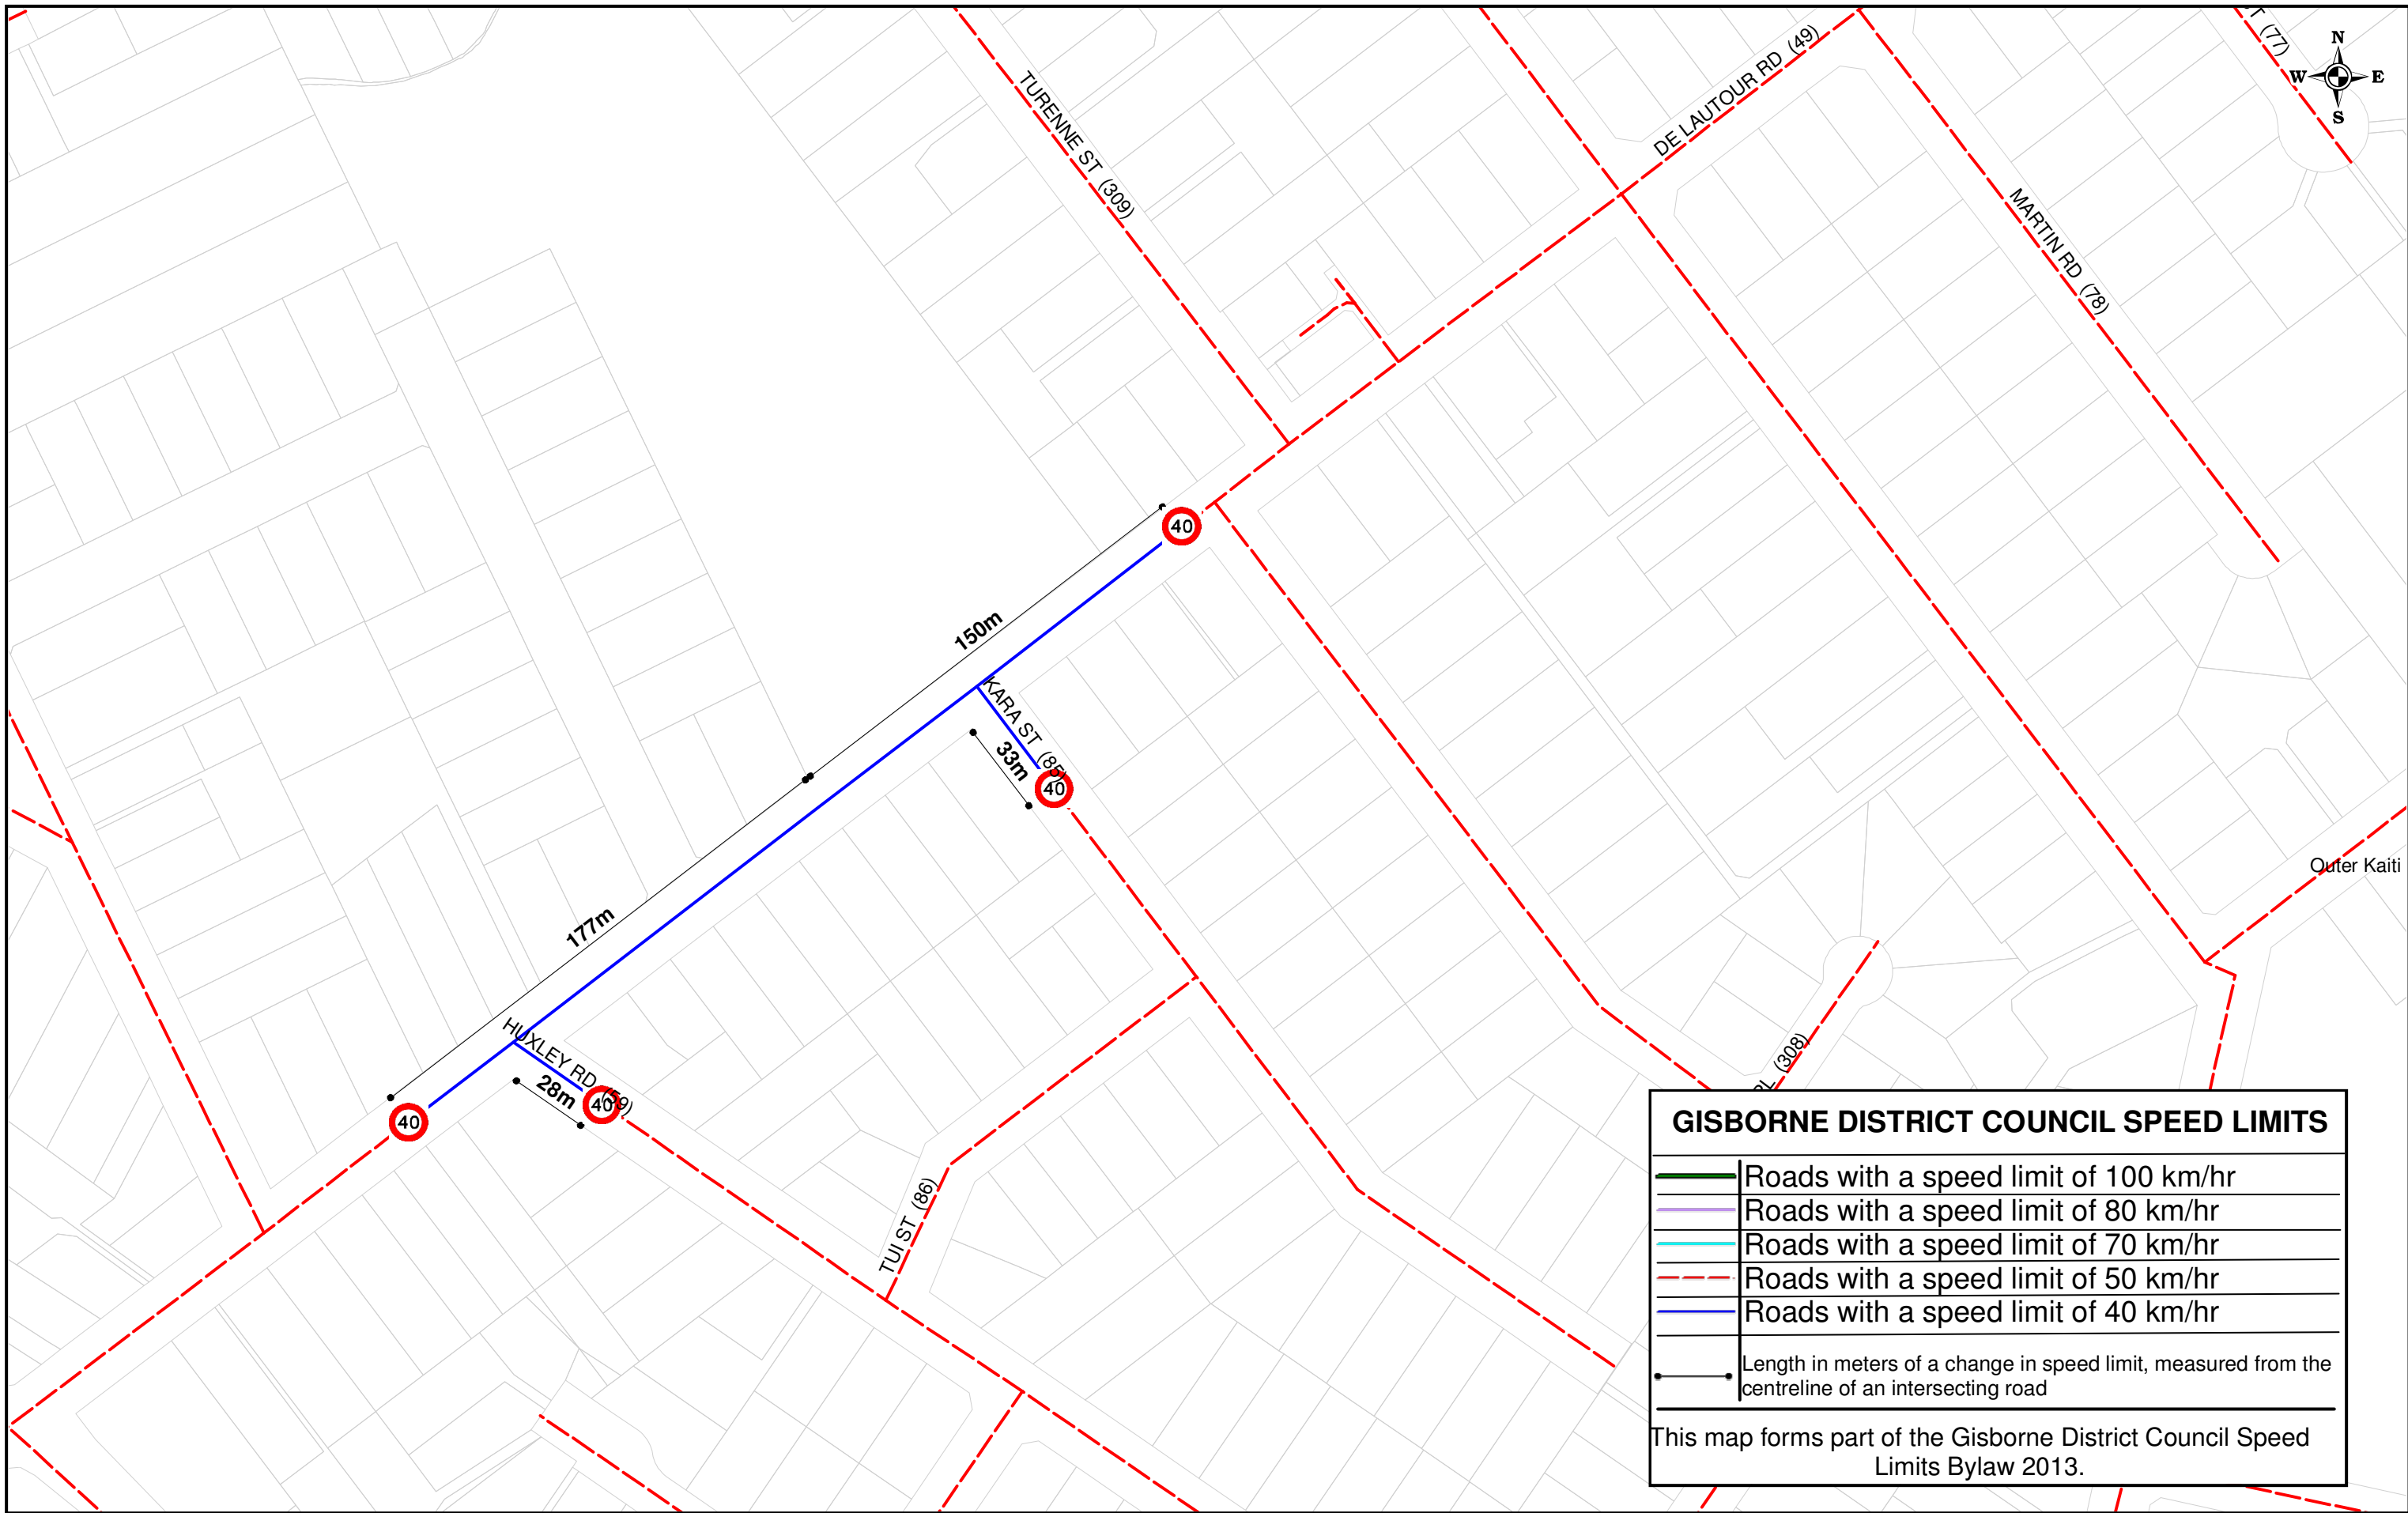 T (77)
N
W E
S
DE LAUTOUR RD (49)
TURENNE ST (309)
MARTIN RD (78)
40
150m
KARA ST (85)
33m
40
Outer Kaiti
177m
HUXLEY RD (59)
28m
40
40
PL (308)
TUI ST (86)
GISBORNE DISTRICT COUNCIL SPEED LIMITS
Roads with a speed limit of 100 km/hr
Roads with a speed limit of 80 km/hr
Roads with a speed limit of 70 km/hr
Roads with a speed limit of 50 km/hr
Roads with a speed limit of 40 km/hr
Length in meters of a change in speed limit, measured from the
centreline of an intersecting road
This map forms part of the Gisborne District Council Speed
Limits Bylaw 2013.